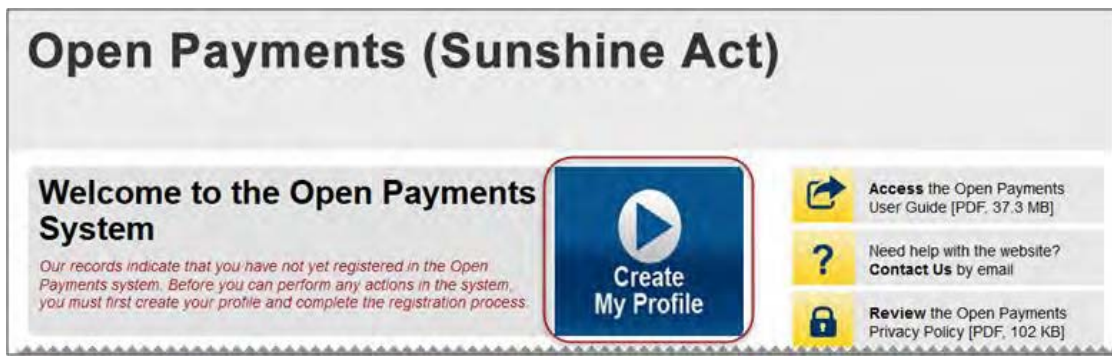 Open Payments (Sunshine Act)
Welcome to the Open Payments
System
Our records indicate that you have not yet registered in the Open
Payments system. Before you can perform any actions in the system,
you must first create your profile and complete the registration process.
Create
My Profile
Access the Open Payments
User Guide [PDF, 37.3 MB]
?
Need help with the website?
Contact Us by email
Review the Open Payments
Privacy Policy [PDF, 102 KB]